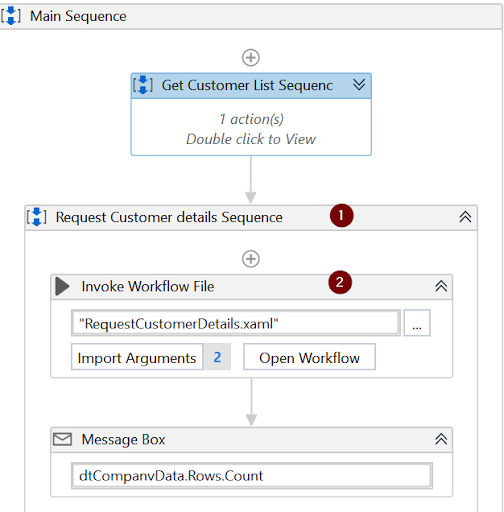 Main Sequence
Get Customer List Sequenc
1 action(s)
Double click to View
Request Customer details Sequence 1
Invoke Workflow File 2
"RequestCustomerDetails.xaml"
...
Import Arguments 2 Open Workflow
Message Box
dtCompanyData.Rows.Count